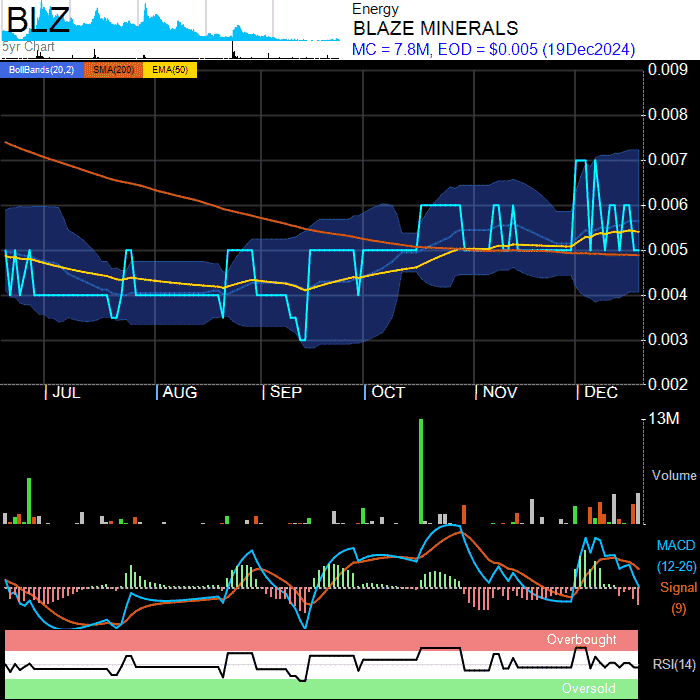 BLZ
5yr Chart
Energy
BLAZE MINERALS
MC = 7.8M, EOD = $0.005 (19Dec2024)
BollBands(20,2) SMA(200) EMA(50)
0.009
0.008
0.007
0.006
0.005
0.004
0.003
0.002
| JUL | AUG | SEP | OCT | NOV | DEC
13M
Volume
MACD
(12-26)
Signal
(9)
Overbought
RSI(14)
Oversold